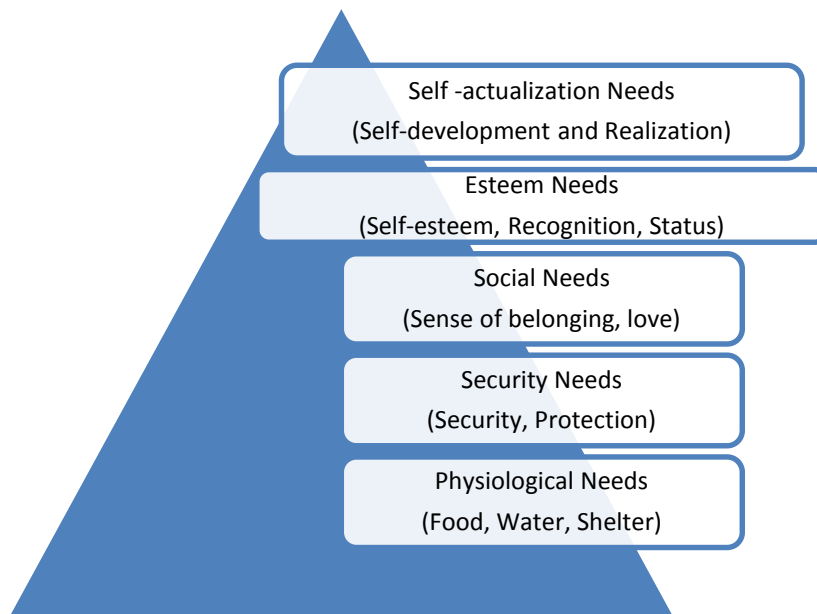 Self -actualization Needs
(Self-development and Realization)
Esteem Needs
(Self-esteem, Recognition, Status)
Social Needs
(Sense of belonging, love)
Security Needs
(Security, Protection)
Physiological Needs
(Food, Water, Shelter)